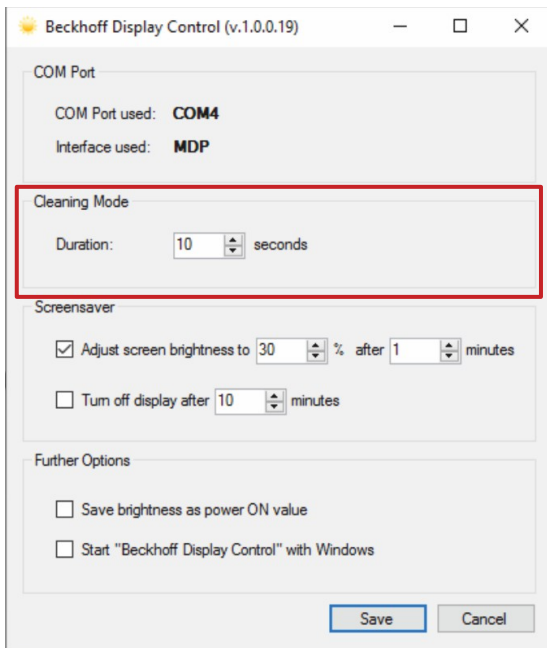 Beckhoff Display Control (v.1.0.0.19)
COM Port
COM Port used: COM4
Interface used: MDP
Cleaning Mode
Duration: 10 seconds
Screensaver
Adjust screen brightness to 30 % after 1 minutes
Turn off display after 10 minutes
Further Options
Save brightness as power ON value
Start "Beckhoff Display Control" with Windows
Save Cancel